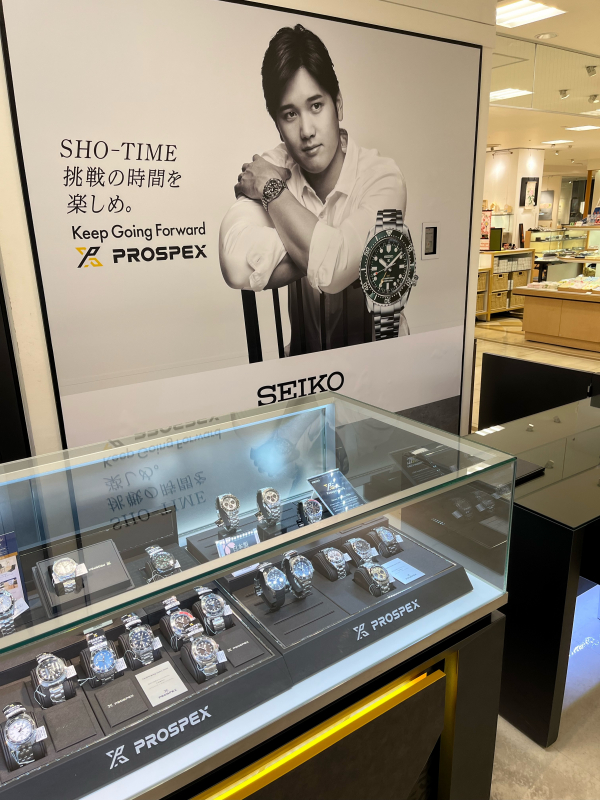 SHO-TIME
挑戦の時間を
楽しめ。
Keep Going Forward
PROSPEX
SEIKO
PROSPEX
PROSPEX